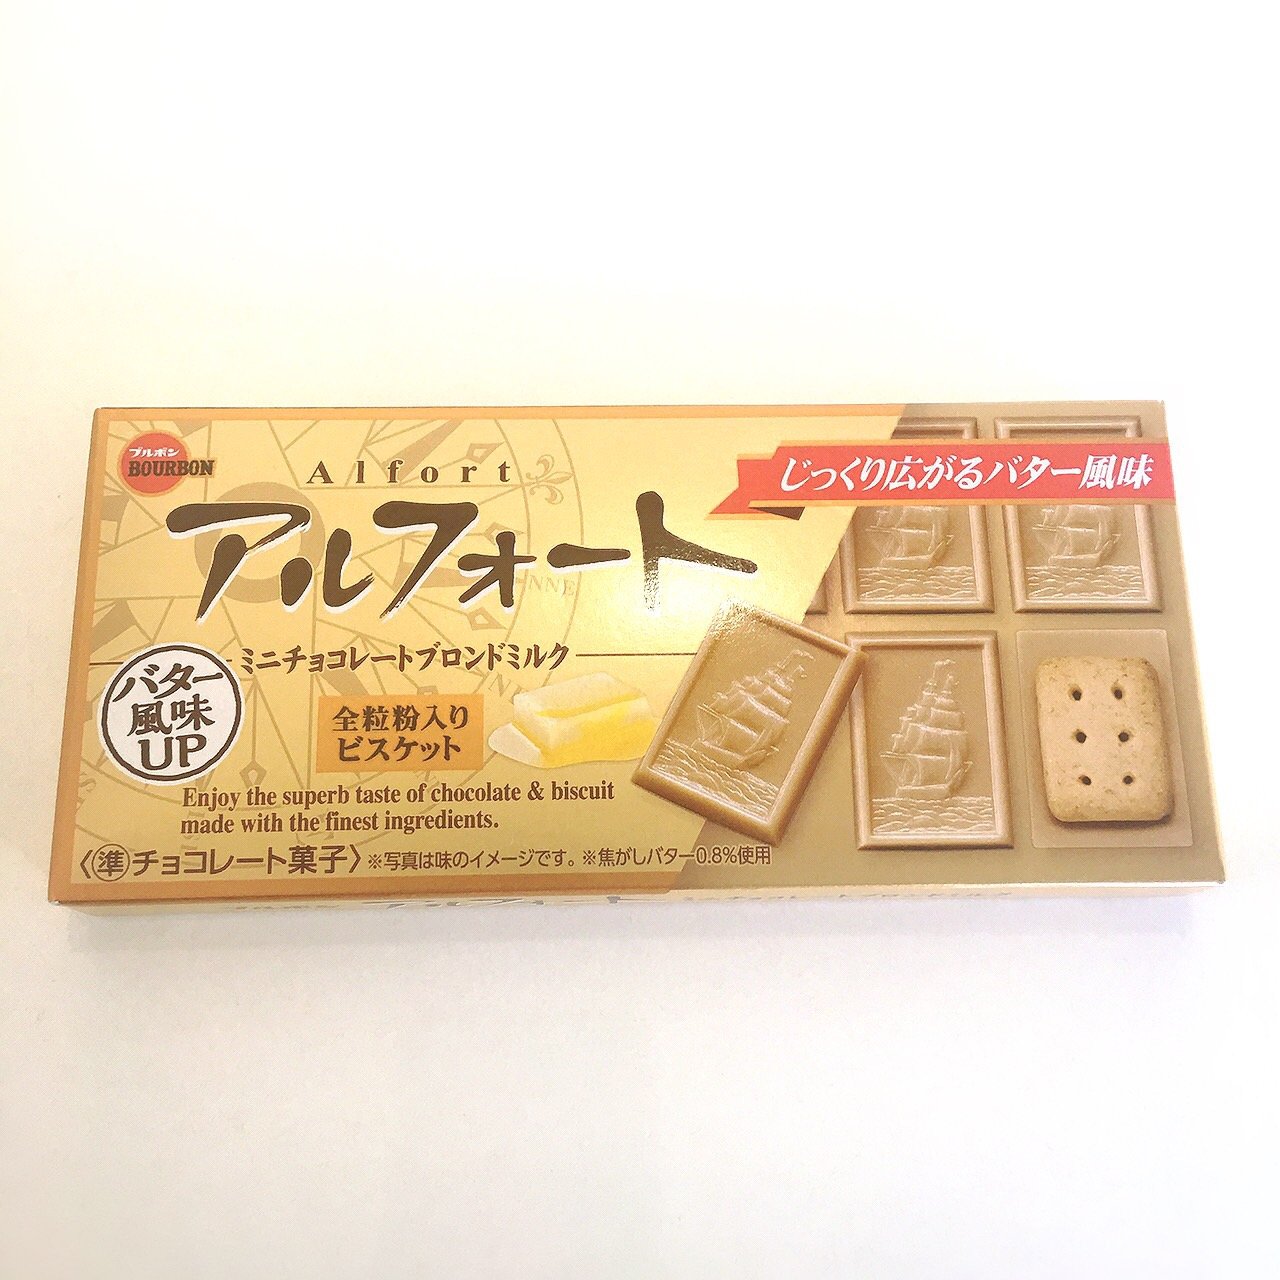 ブルボン
BOURBON
Alfort
アルフォート
じっくり広がるバター風味
ミニチョコレートブロンドミルク
バター
風味
UP
全粒粉入り
ビスケット
Enjoy the superb taste of chocolate & biscuit
made with the finest ingredients.
〈準チョコレート菓子〉※写真は味のイメージです。※焦がしバター0.8%使用
NNE